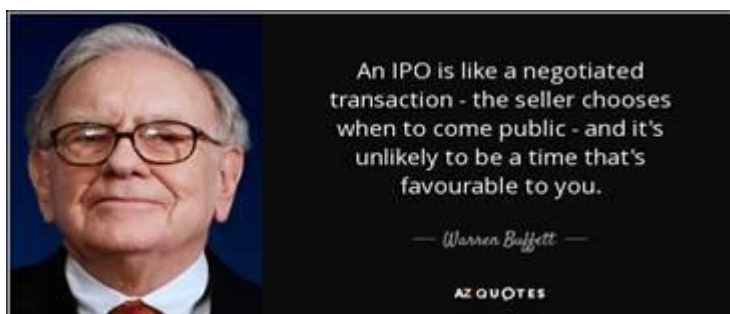 An IPO is like a negotiated
transaction - the seller chooses
when to come public - and it's
unlikely to be a time that's
favourable to you.
— Warren Buffett —
AZ QUOTES